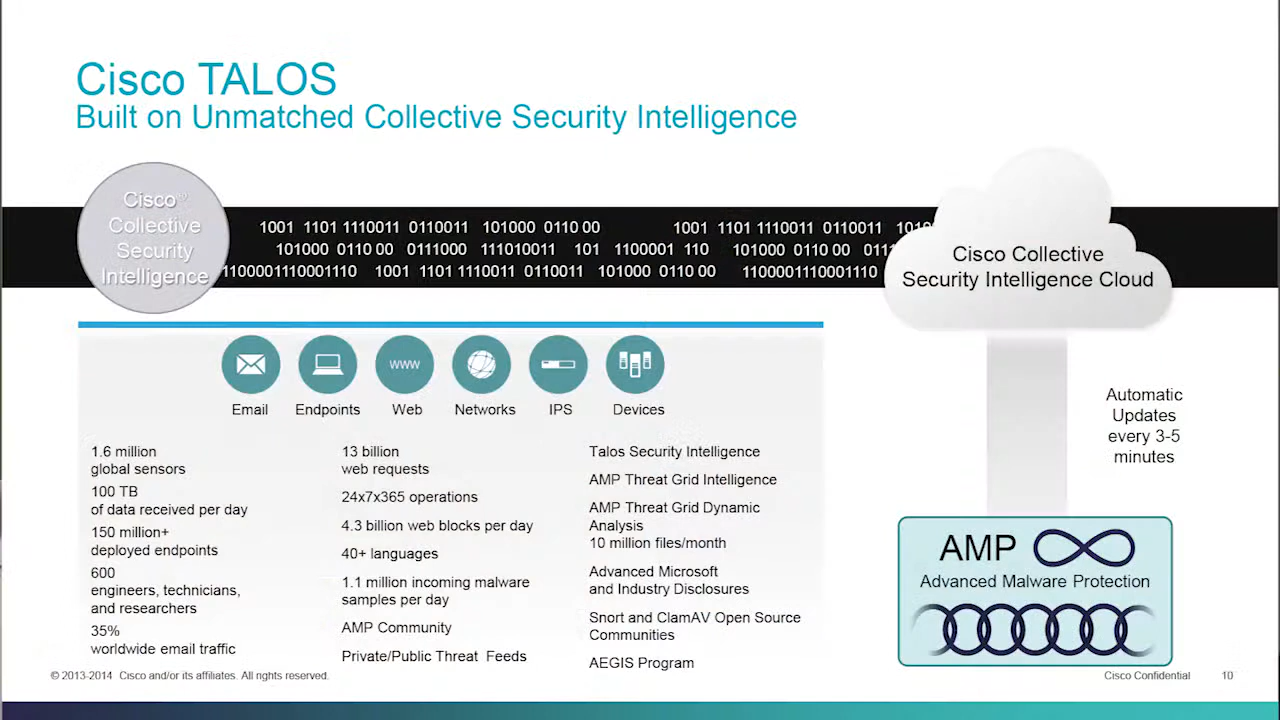 Cisco TALOS
Built on Unmatched Collective Security Intelligence
Cisco®
Collective
Security
Intelligence
1001 1101 1110011 0110011 101000 0110 00
1001 1101 1110011 0110011
101000 0110 00 0111000 111010011 101 1100001 110
101000 0110 00
1100001110001110 1001 1101 1110011 0110011 101000 0110 00
1100001110001110
Cisco Collective
Security Intelligence Cloud
www
Email
Endpoints
Web
Networks
IPS
Devices
1.6 million
global sensors
100 TB
of data received per day
150 million+
deployed endpoints
600
engineers, technicians,
and researchers
35%
worldwide email traffic
13 billion
web requests
24x7x365 operations
4.3 billion web blocks per day
40+ languages
1.1 million incoming malware
samples per day
AMP Community
Private/Public Threat Feeds
Talos Security Intelligence
AMP Threat Grid Intelligence
AMP Threat Grid Dynamic
Analysis
10 million files/month
Advanced Microsoft
and Industry Disclosures
Snort and ClamAV Open Source
Communities
AEGIS Program
Automatic
Updates
every 3-5
minutes
AMP
Advanced Malware Protection
© 2013-2014 Cisco and/or its affiliates. All rights reserved.
Cisco Confidential
10